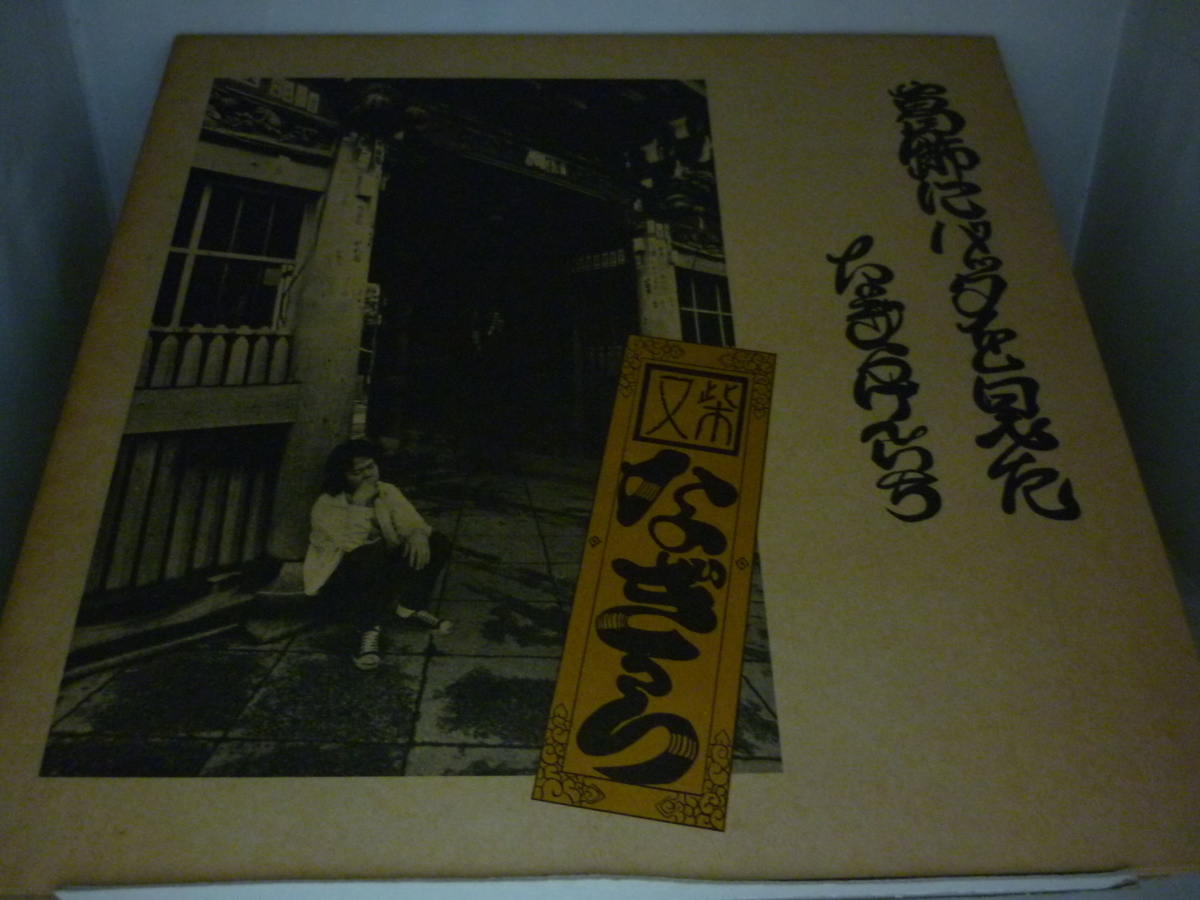 葛飾にバッタを見た
なぎらけんいち
柴又
なぎら